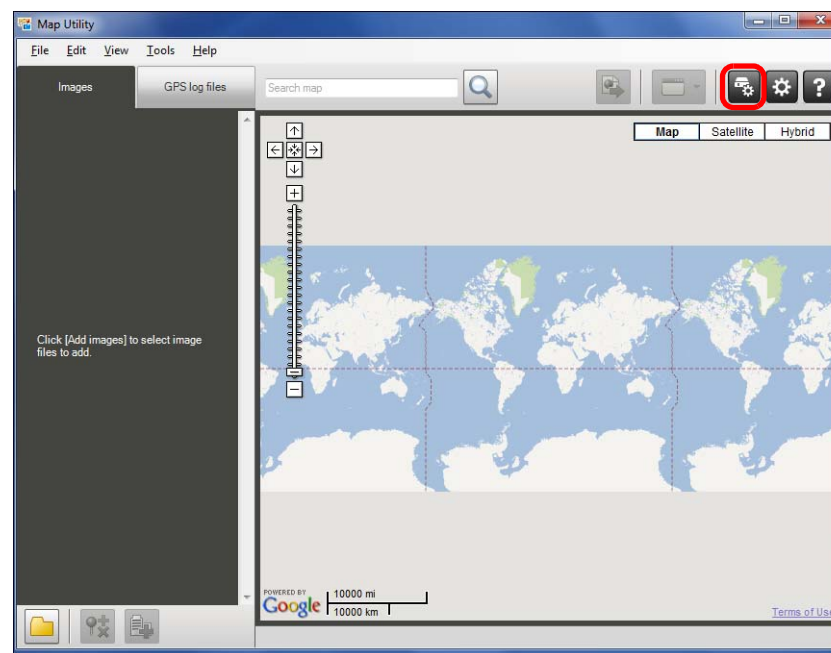 Map Utility
File Edit View Tools Help
Images GPS log files Search map
?
Map Satellite Hybrid
Click [Add images] to select image
files to add.
POWERED BY
Google
10000 mi
10000 km
Terms of Use